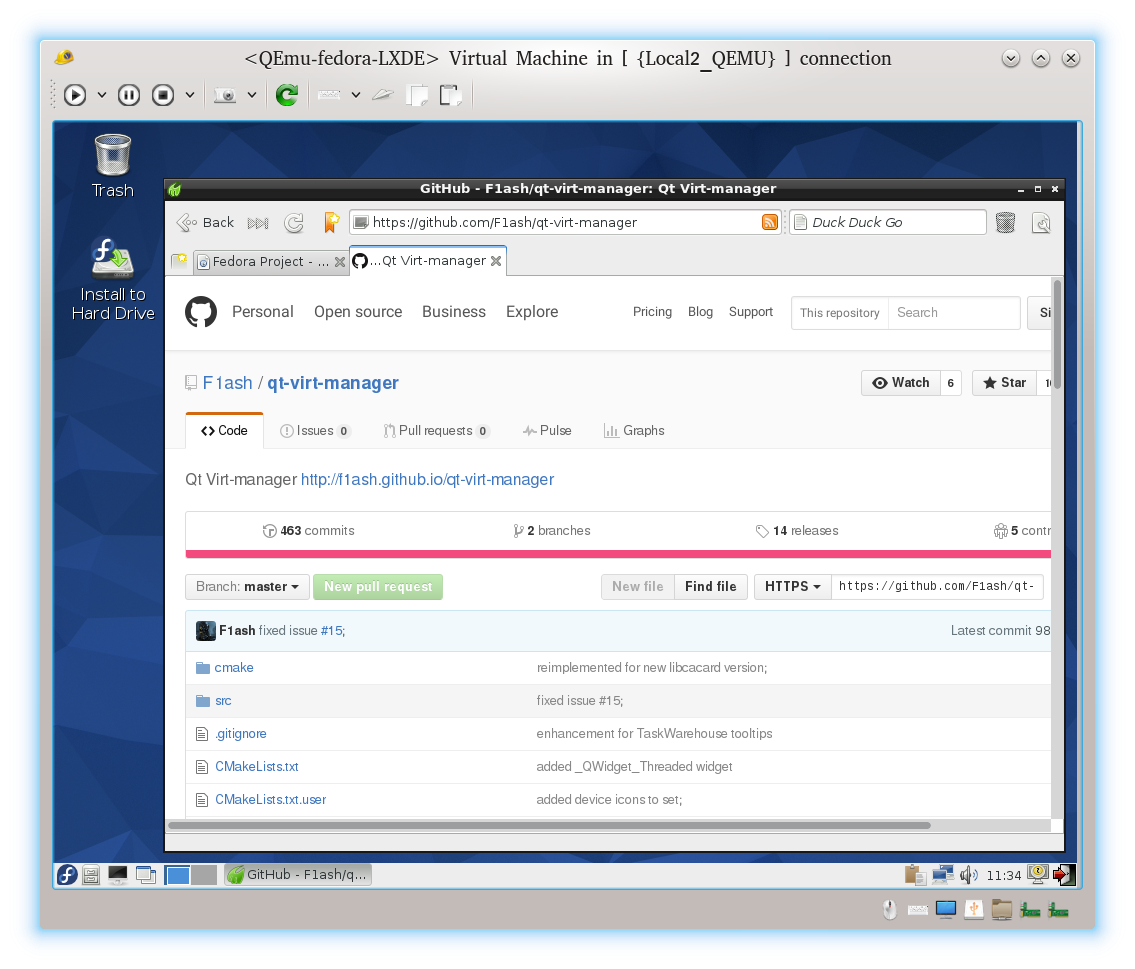 <QEmu-fedora-LXDE> Virtual Machine in [ {Local2_QEMU} ] connection
Trash
Install to
Hard Drive
GitHub - F1ash/qt-virt-manager: Qt Virt-manager
Back
https://github.com/F1ash/qt-virt-manager
Duck Duck Go
Fedora Project - ...
...Qt Virt-manager
Personal Open source Business Explore Pricing Blog Support This repository Search Si
F1ash / qt-virt-manager
Watch 6 Star
Code Issues 0 Pull requests 0 Pulse Graphs
Qt Virt-manager http://f1ash.github.io/qt-virt-manager
463 commits 2 branches 14 releases 5 contr
Branch: master New pull request New file Find file HTTPS https://github.com/F1ash/qt-
F1ash fixed issue #15; Latest commit 98
cmake reimplemented for new libcacard version;
src fixed issue #15;
.gitignore enhancement for TaskWarehouse tooltips
CMakeLists.txt added _QWidget_Threaded widget
CMakeLists.txt.user added device icons to set;
GitHub - F1ash/q...
11:34